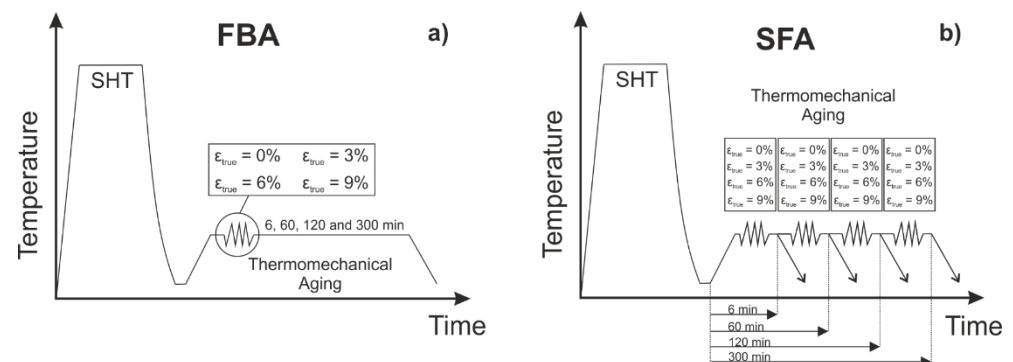 FBA
a)
SHT
ε_true = 0% ε_true = 3%
ε_true = 6% ε_true = 9%
6, 60, 120 and 300 min
Thermomechanical
Aging
Temperature
Time
SFA
b)
SHT
Thermomechanical
Aging
ε_true = 0% ε_true = 0% ε_true = 0% ε_true = 0%
ε_true = 3% ε_true = 3% ε_true = 3% ε_true = 3%
ε_true = 6% ε_true = 6% ε_true = 6% ε_true = 6%
ε_true = 9% ε_true = 9% ε_true = 9% ε_true = 9%
Temperature
Time
6 min
60 min
120 min
300 min